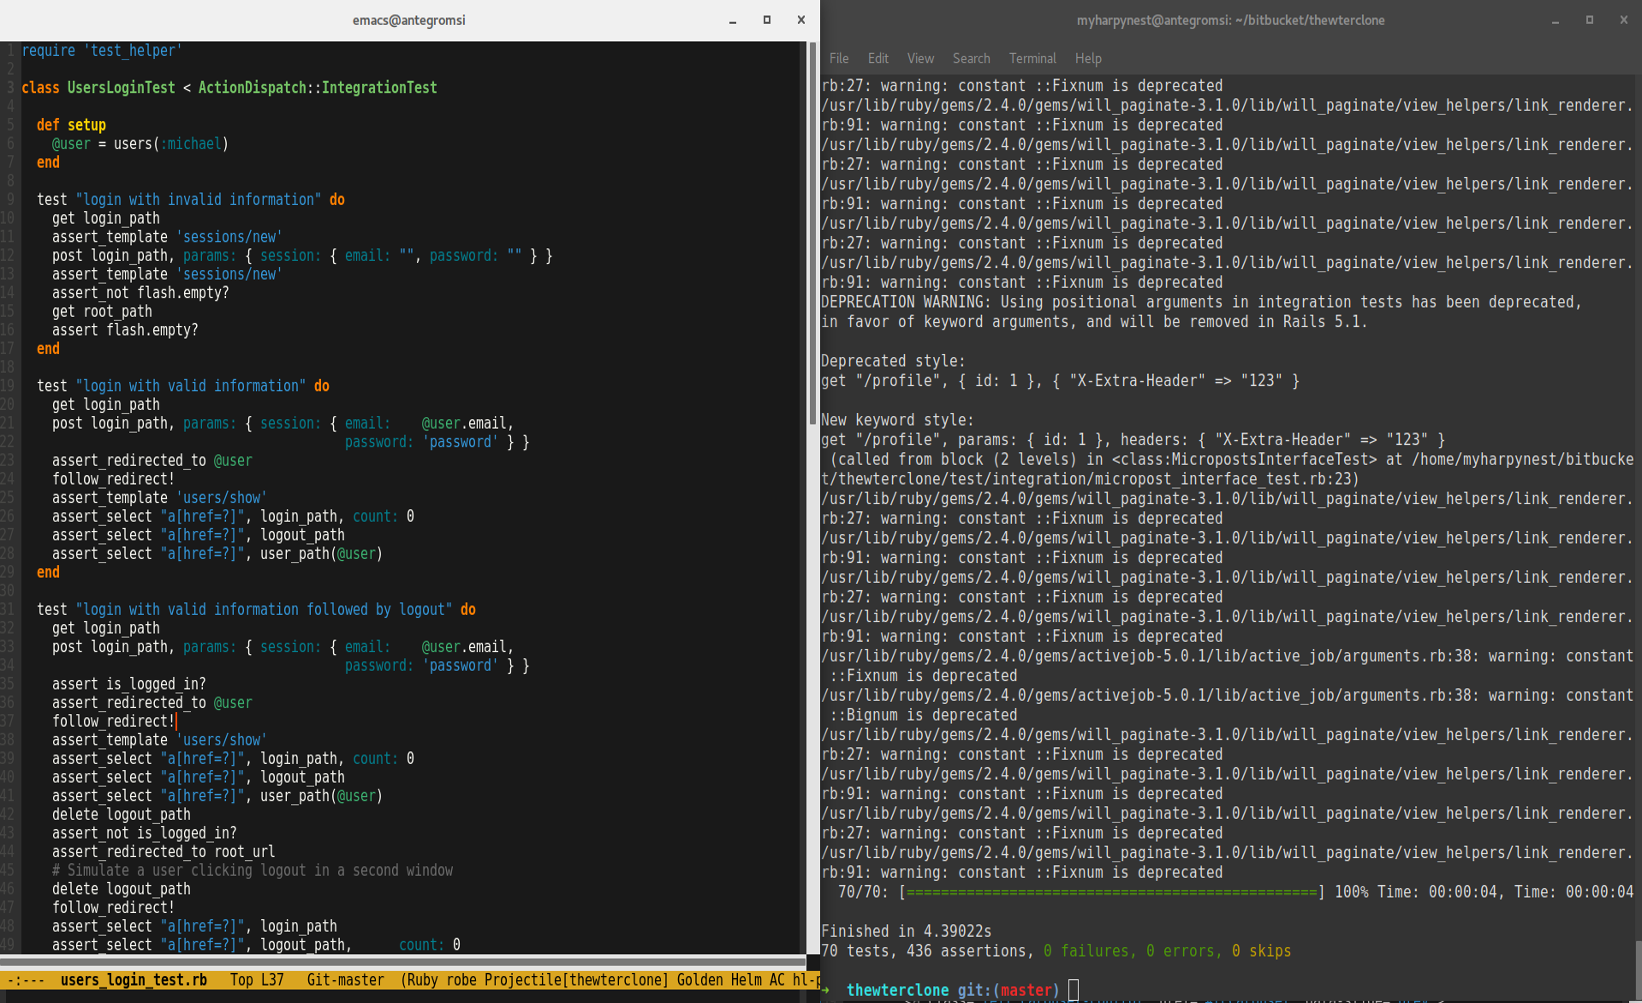 emacs@antegromsi
1 require 'test_helper'
2
3 class UsersLoginTest < ActionDispatch::IntegrationTest
4
5   def setup
6     @user = users(:michael)
7   end
8
9   test "login with invalid information" do
10     get login_path
11     assert_template 'sessions/new'
12     post login_path, params: { session: { email: "", password: "" } }
13     assert_template 'sessions/new'
14     assert_not flash.empty?
15     get root_path
16     assert flash.empty?
17   end
18
19   test "login with valid information" do
20     get login_path
21     post login_path, params: { session: { email:    @user.email,
22                                           password: 'password' } }
23     assert_redirected_to @user
24     follow_redirect!
25     assert_template 'users/show'
26     assert_select "a[href=?]", login_path, count: 0
27     assert_select "a[href=?]", logout_path
28     assert_select "a[href=?]", user_path(@user)
29   end
30
31   test "login with valid information followed by logout" do
32     get login_path
33     post login_path, params: { session: { email:    @user.email,
34                                           password: 'password' } }
35     assert is_logged_in?
36     assert_redirected_to @user
37     follow_redirect!
38     assert_template 'users/show'
39     assert_select "a[href=?]", login_path, count: 0
40     assert_select "a[href=?]", logout_path
41     assert_select "a[href=?]", user_path(@user)
42     delete logout_path
43     assert_not is_logged_in?
44     assert_redirected_to root_url
45     # Simulate a user clicking logout in a second window
46     delete logout_path
47     follow_redirect!
48     assert_select "a[href=?]", login_path
49     assert_select "a[href=?]", logout_path,      count: 0
-:--- users_login_test.rb Top L37 Git-master (Ruby robe Projectile[thewterclone] Golden Helm AC hl-p
myharpynest@antegromsi: ~/bitbucket/thewterclone
File Edit View Search Terminal Help
rb:27: warning: constant ::Fixnum is deprecated
/usr/lib/ruby/gems/2.4.0/gems/will_paginate-3.1.0/lib/will_paginate/view_helpers/link_renderer.
rb:91: warning: constant ::Fixnum is deprecated
/usr/lib/ruby/gems/2.4.0/gems/will_paginate-3.1.0/lib/will_paginate/view_helpers/link_renderer.
rb:27: warning: constant ::Fixnum is deprecated
/usr/lib/ruby/gems/2.4.0/gems/will_paginate-3.1.0/lib/will_paginate/view_helpers/link_renderer.
rb:91: warning: constant ::Fixnum is deprecated
/usr/lib/ruby/gems/2.4.0/gems/will_paginate-3.1.0/lib/will_paginate/view_helpers/link_renderer.
rb:27: warning: constant ::Fixnum is deprecated
/usr/lib/ruby/gems/2.4.0/gems/will_paginate-3.1.0/lib/will_paginate/view_helpers/link_renderer.
rb:91: warning: constant ::Fixnum is deprecated
DEPRECATION WARNING: Using positional arguments in integration tests has been deprecated,
in favor of keyword arguments, and will be removed in Rails 5.1.

Deprecated style:
get "/profile", { id: 1 }, { "X-Extra-Header" => "123" }

New keyword style:
get "/profile", params: { id: 1 }, headers: { "X-Extra-Header" => "123" }
 (called from block (2 levels) in <class:MicropostsInterfaceTest> at /home/myharpynest/bitbucke
t/thewterclone/test/integration/micropost_interface_test.rb:23)
/usr/lib/ruby/gems/2.4.0/gems/will_paginate-3.1.0/lib/will_paginate/view_helpers/link_renderer.
rb:27: warning: constant ::Fixnum is deprecated
/usr/lib/ruby/gems/2.4.0/gems/will_paginate-3.1.0/lib/will_paginate/view_helpers/link_renderer.
rb:91: warning: constant ::Fixnum is deprecated
/usr/lib/ruby/gems/2.4.0/gems/will_paginate-3.1.0/lib/will_paginate/view_helpers/link_renderer.
rb:27: warning: constant ::Fixnum is deprecated
/usr/lib/ruby/gems/2.4.0/gems/will_paginate-3.1.0/lib/will_paginate/view_helpers/link_renderer.
rb:91: warning: constant ::Fixnum is deprecated
/usr/lib/ruby/gems/2.4.0/gems/activejob-5.0.1/lib/active_job/arguments.rb:38: warning: constant
 ::Fixnum is deprecated
/usr/lib/ruby/gems/2.4.0/gems/activejob-5.0.1/lib/active_job/arguments.rb:38: warning: constant
 ::Bignum is deprecated
/usr/lib/ruby/gems/2.4.0/gems/will_paginate-3.1.0/lib/will_paginate/view_helpers/link_renderer.
rb:27: warning: constant ::Fixnum is deprecated
/usr/lib/ruby/gems/2.4.0/gems/will_paginate-3.1.0/lib/will_paginate/view_helpers/link_renderer.
rb:91: warning: constant ::Fixnum is deprecated
/usr/lib/ruby/gems/2.4.0/gems/will_paginate-3.1.0/lib/will_paginate/view_helpers/link_renderer.
rb:27: warning: constant ::Fixnum is deprecated
/usr/lib/ruby/gems/2.4.0/gems/will_paginate-3.1.0/lib/will_paginate/view_helpers/link_renderer.
rb:91: warning: constant ::Fixnum is deprecated
  70/70: [================================================] 100% Time: 00:00:04, Time: 00:00:04

Finished in 4.39022s
70 tests, 436 assertions, 0 failures, 0 errors, 0 skips

→ thewterclone git:(master)